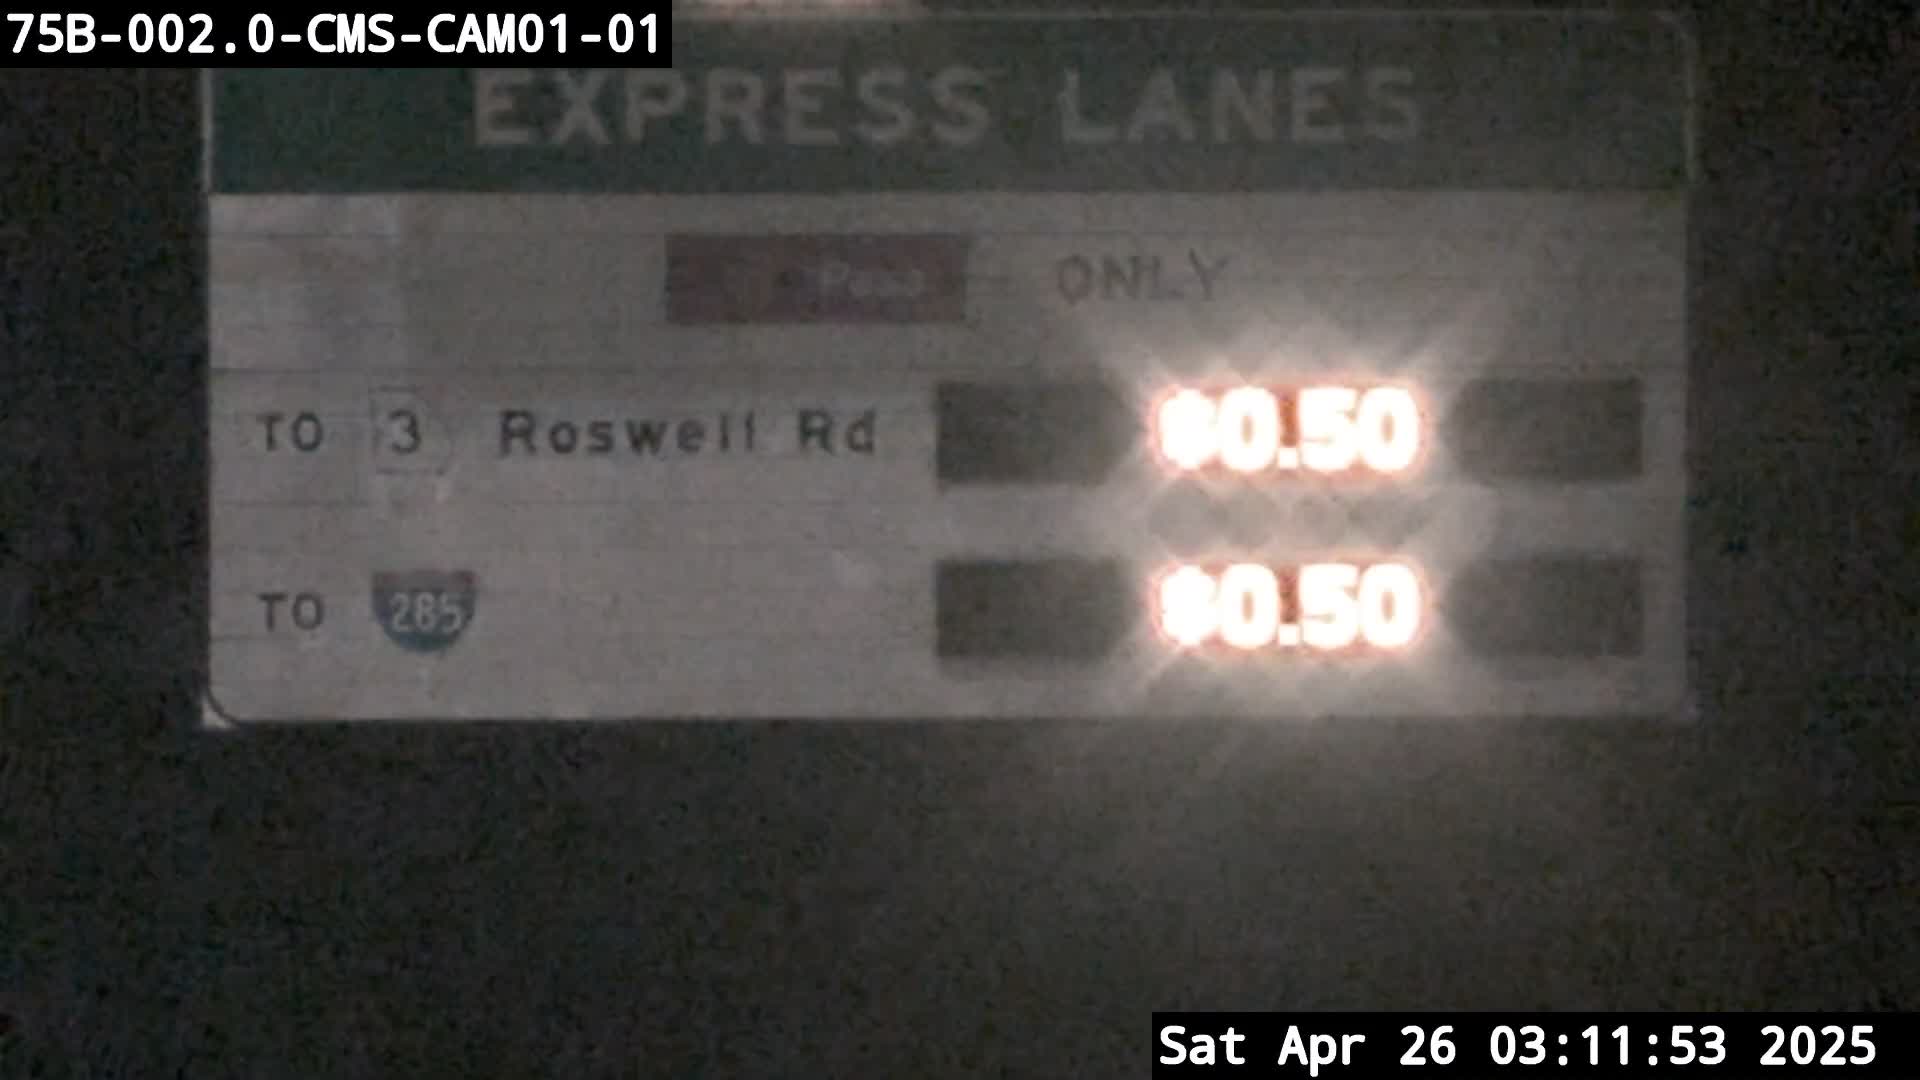 75B-002.0-CMS-CAM01-01
EXPRESS LANES
Pass ONLY
TO 3 Roswell Rd $0.50
TO 285 $0.50
Sat Apr 26 03:11:53 2025